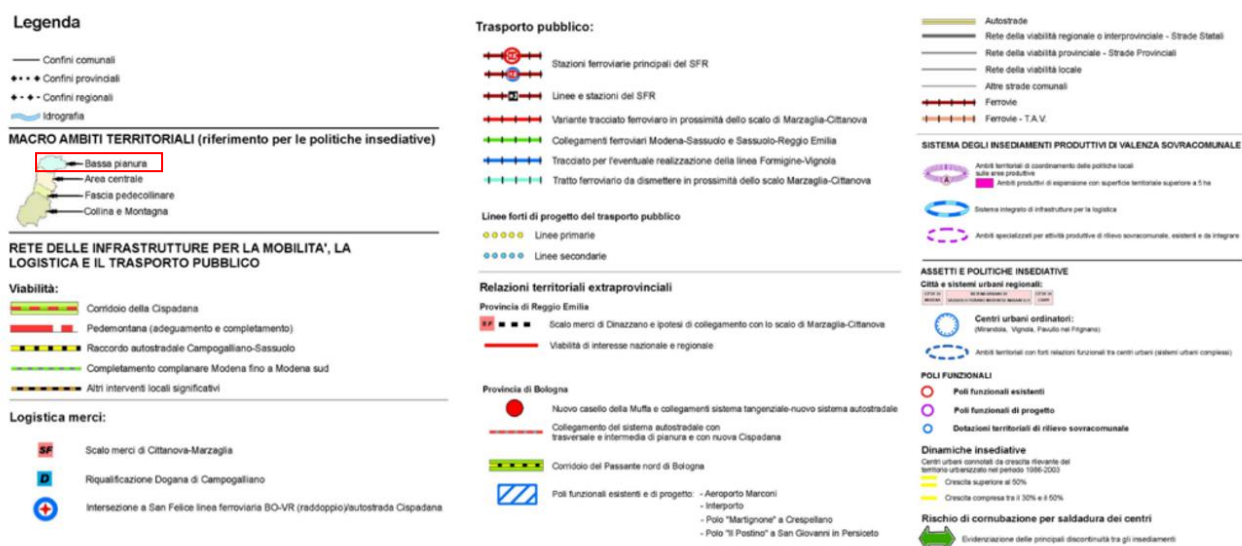 Legenda
Confini comunali
Confini provinciali
Confini regionali
Idrografia
MACRO AMBITI TERRITORIALI (riferimento per le politiche insediative)
Bassa pianura
Area centrale
Fascia pedecollinare
Collina e Montagna
RETE DELLE INFRASTRUTTURE PER LA MOBILITA', LA
LOGISTICA E IL TRASPORTO PUBBLICO
Viabilità:
Corridoio della Cispadana
Pedemontana (adeguamento e completamento)
Raccordo autostradale Campogalliano-Sassuolo
Completamento complanare Modena fino a Modena sud
Altri interventi locali significativi
Logistica merci:
SF
Scalo merci di Cittanova-Marzaglia
D
Riqualificazione Dogana di Campogalliano
Intersezione a San Felice linea ferroviaria BO-VR (raddoppio)/autostrada Cispadana
Trasporto pubblico:
Stazioni ferroviarie principali del SFR
Linee e stazioni del SFR
Variante tracciato ferroviaro in prossimità dello scalo di Marzaglia-Cittanova
Collegamenti ferroviari Modena-Sassuolo e Sassuolo-Reggio Emilia
Tracciato per l'eventuale realizzazione della linea Formigine-Vignola
Tratto ferroviario da dismettere in prossimità dello scalo Marzaglia-Cittanova
Linee forti di progetto del trasporto pubblico
Linee primarie
Linee secondarie
Relazioni territoriali extraprovinciali
Provincia di Reggio Emilia
SF
Scalo merci di Dinazzano e ipotesi di collegamento con lo scalo di Marzaglia-Cittanova
Viabilità di interesse nazionale e regionale
Provincia di Bologna
Nuovo casello della Muffa e collegamenti sistema tangenziale-nuovo sistema autostradale
Collegamento del sistema autostradale con
trasversale e intermedia di pianura e con nuova Cispadana
Corridoio del Passante nord di Bologna
Poli funzionali esistenti e di progetto: - Aeroporto Marconi
- Interporto
- Polo "Martignone" a Crespellano
- Polo "Il Postino" a San Giovanni in Persiceto
Autostrade
Rete della viabilità regionale o interprovinciale - Strade Statali
Rete della viabilità provinciale - Strade Provinciali
Rete della viabilità locale
Altre strade comunali
Ferrovie
Ferrovie - T.A.V.
SISTEMA DEGLI INSEDIAMENTI PRODUTTIVI DI VALENZA SOVRACOMUNALE
A
Ambiti territoriali di coordinamento delle politiche locali
sulle aree produttive
Ambiti produttivi di espansione con superficie territoriale superiore a 5 ha
Sistema integrato di infrastrutture per la logistica
Ambiti specializzati per attività produttive di rilievo sovracomunale, esistenti e da integrare
ASSETTI E POLITICHE INSEDIATIVE
Città e sistemi urbani regionali:
Centri urbani ordinatori:
(Mirandola, Vignola, Pavullo nel Frignano)
Ambiti territoriali con forti relazioni funzionali tra centri urbani (sistemi urbani complessi)
POLI FUNZIONALI
Poli funzionali esistenti
Poli funzionali di progetto
Dotazioni territoriali di rilievo sovracomunale
Dinamiche insediative
Centri urbani connotati da crescita rilevante del
territorio urbanizzato nel periodo 1986-2003
Crescita superiore al 50%
Crescita compresa tra il 30% e il 50%
Rischio di cornubazione per saldadura dei centri
Evidenziazione delle principali discontinuità tra gli insediamenti